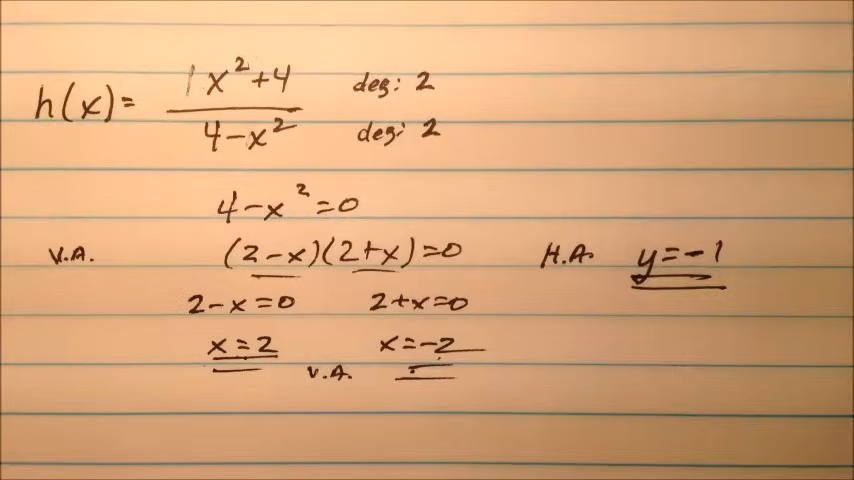 h(x)= 1x²+4 deg: 2
4-x² deg: 2
4-x²=0
V.A. (2-x)(2+x)=0 H.A. y=-1
2-x=0 2+x=0
x=2 x=-2
V.A.